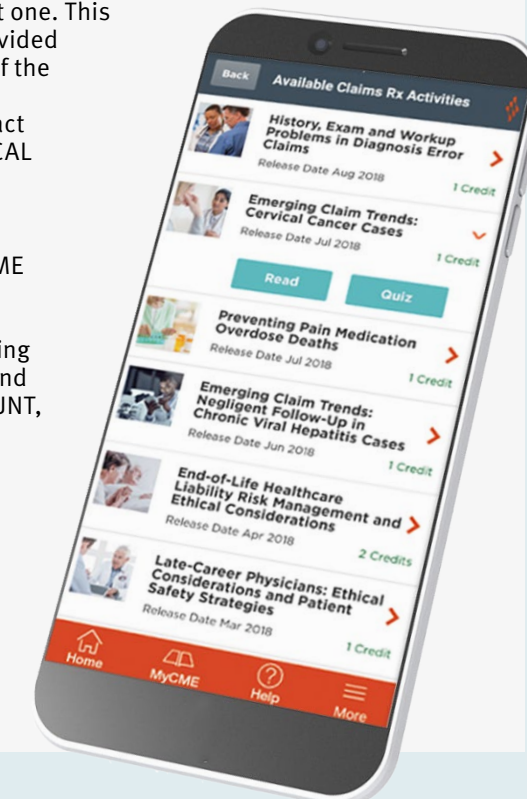 t one. This
vided
f the
act
CAL
ME
ing
nd
UNT,
Back
Available Claims Rx Activities
History, Exam and Workup
Problems in Diagnosis Error
Claims
Release Date Aug 2018
1 Credit
Emerging Claim Trends:
Cervical Cancer Cases
Release Date Jul 2018
1 Credit
Read
Quiz
Preventing Pain Medication
Overdose Deaths
Release Date Jul 2018
1 Credit
Emerging Claim Trends:
Negligent Follow-Up in
Chronic Viral Hepatitis Cases
Release Date Jun 2018
1 Credit
End-of-Life Healthcare
Liability Risk Management and
Ethical Considerations
Release Date Apr 2018
2 Credits
Late-Career Physicians: Ethical
Considerations and Patient
Safety Strategies
Release Date Mar 2018
1 Credit
Home
MyCME
Help
More